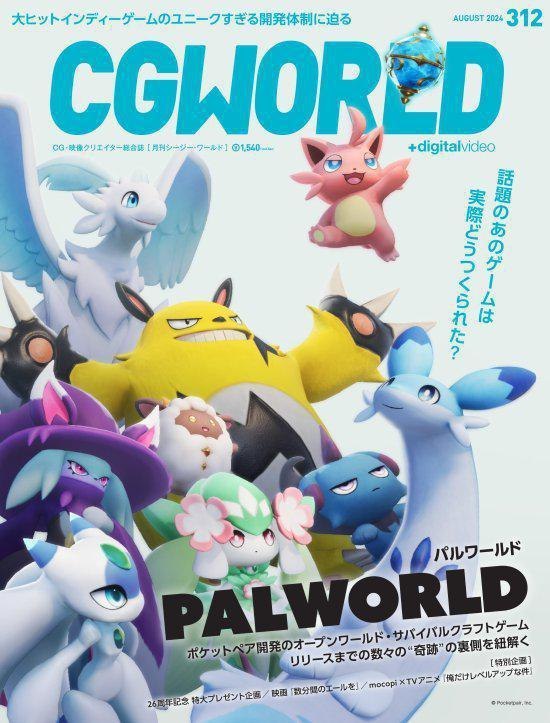 大ヒットインディーゲームのユニークすぎる開発体制に迫る
AUGUST 2024 312
CGWORLD
CG・映像クリエイター総合誌 [ 月刊シージー・ワールド ] 1,540
+digitalvideo
話題のあのゲームは
実際どうつくられた？
パルワールド
PALWORLD
ポケットペア開発のオープンワールド・サバイバルクラフトゲーム
リリースまでの数々の“奇跡”の裏側を紐解く
[ 特別企画 ]
26周年記念 特大プレゼント企画／映画『数分間のエールを』／mocopi×TVアニメ『俺だけレベルアップな件』
© Pocketpair, Inc.